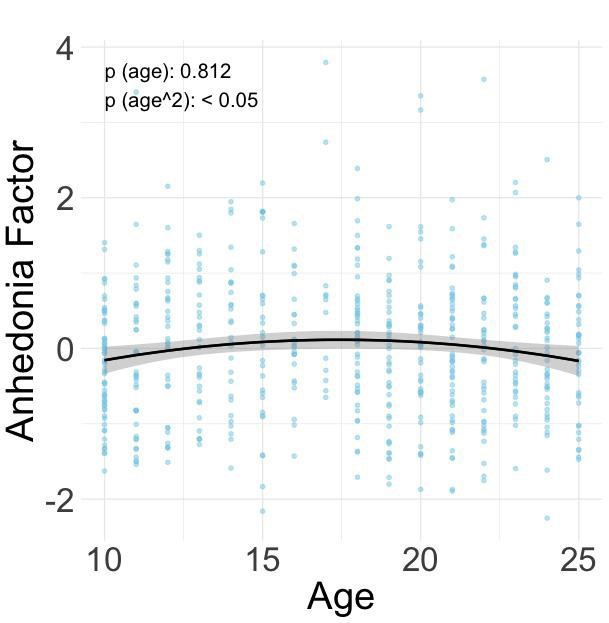 4
p (age): 0.812
p (age^2): < 0.05
2
0
-2
Anhedonia Factor
10 15 20 25
Age